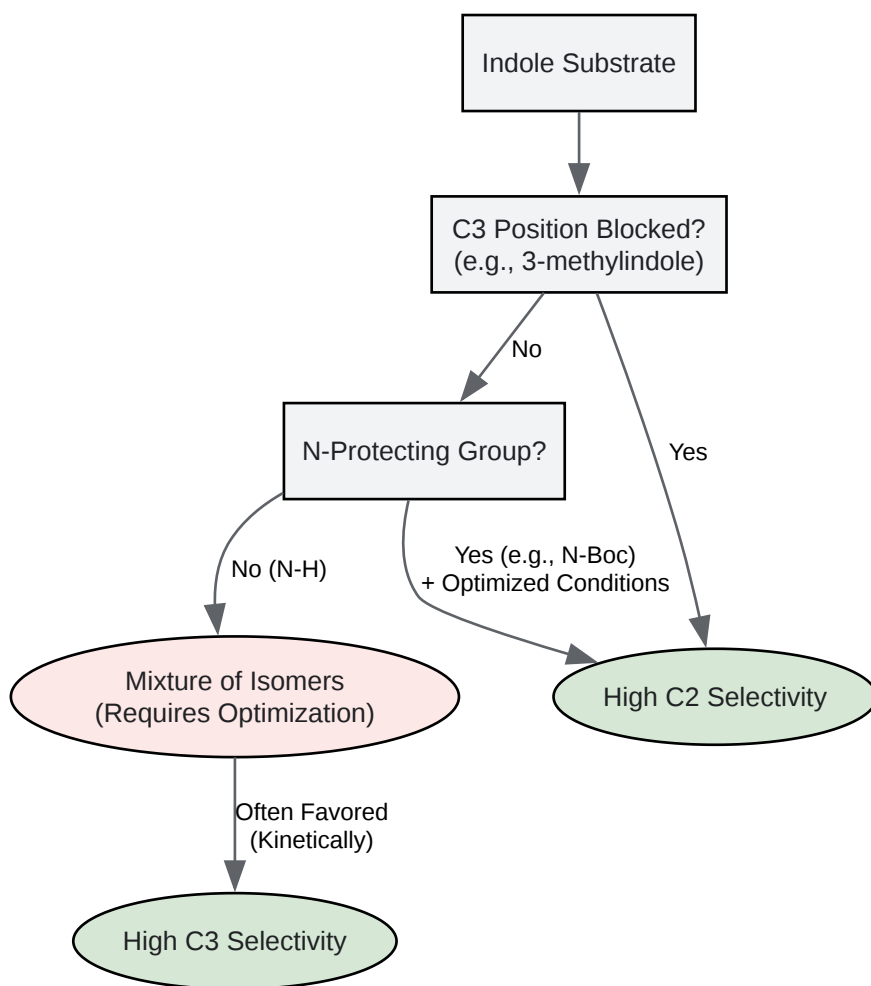 Indole Substrate
C3 Position Blocked?
(e.g., 3-methylindole)
No
N-Protecting Group?
Yes
No (N-H)
Yes (e.g., N-Boc)
+ Optimized Conditions
Mixture of Isomers
(Requires Optimization)
High C2 Selectivity
Often Favored
(Kinetically)
High C3 Selectivity